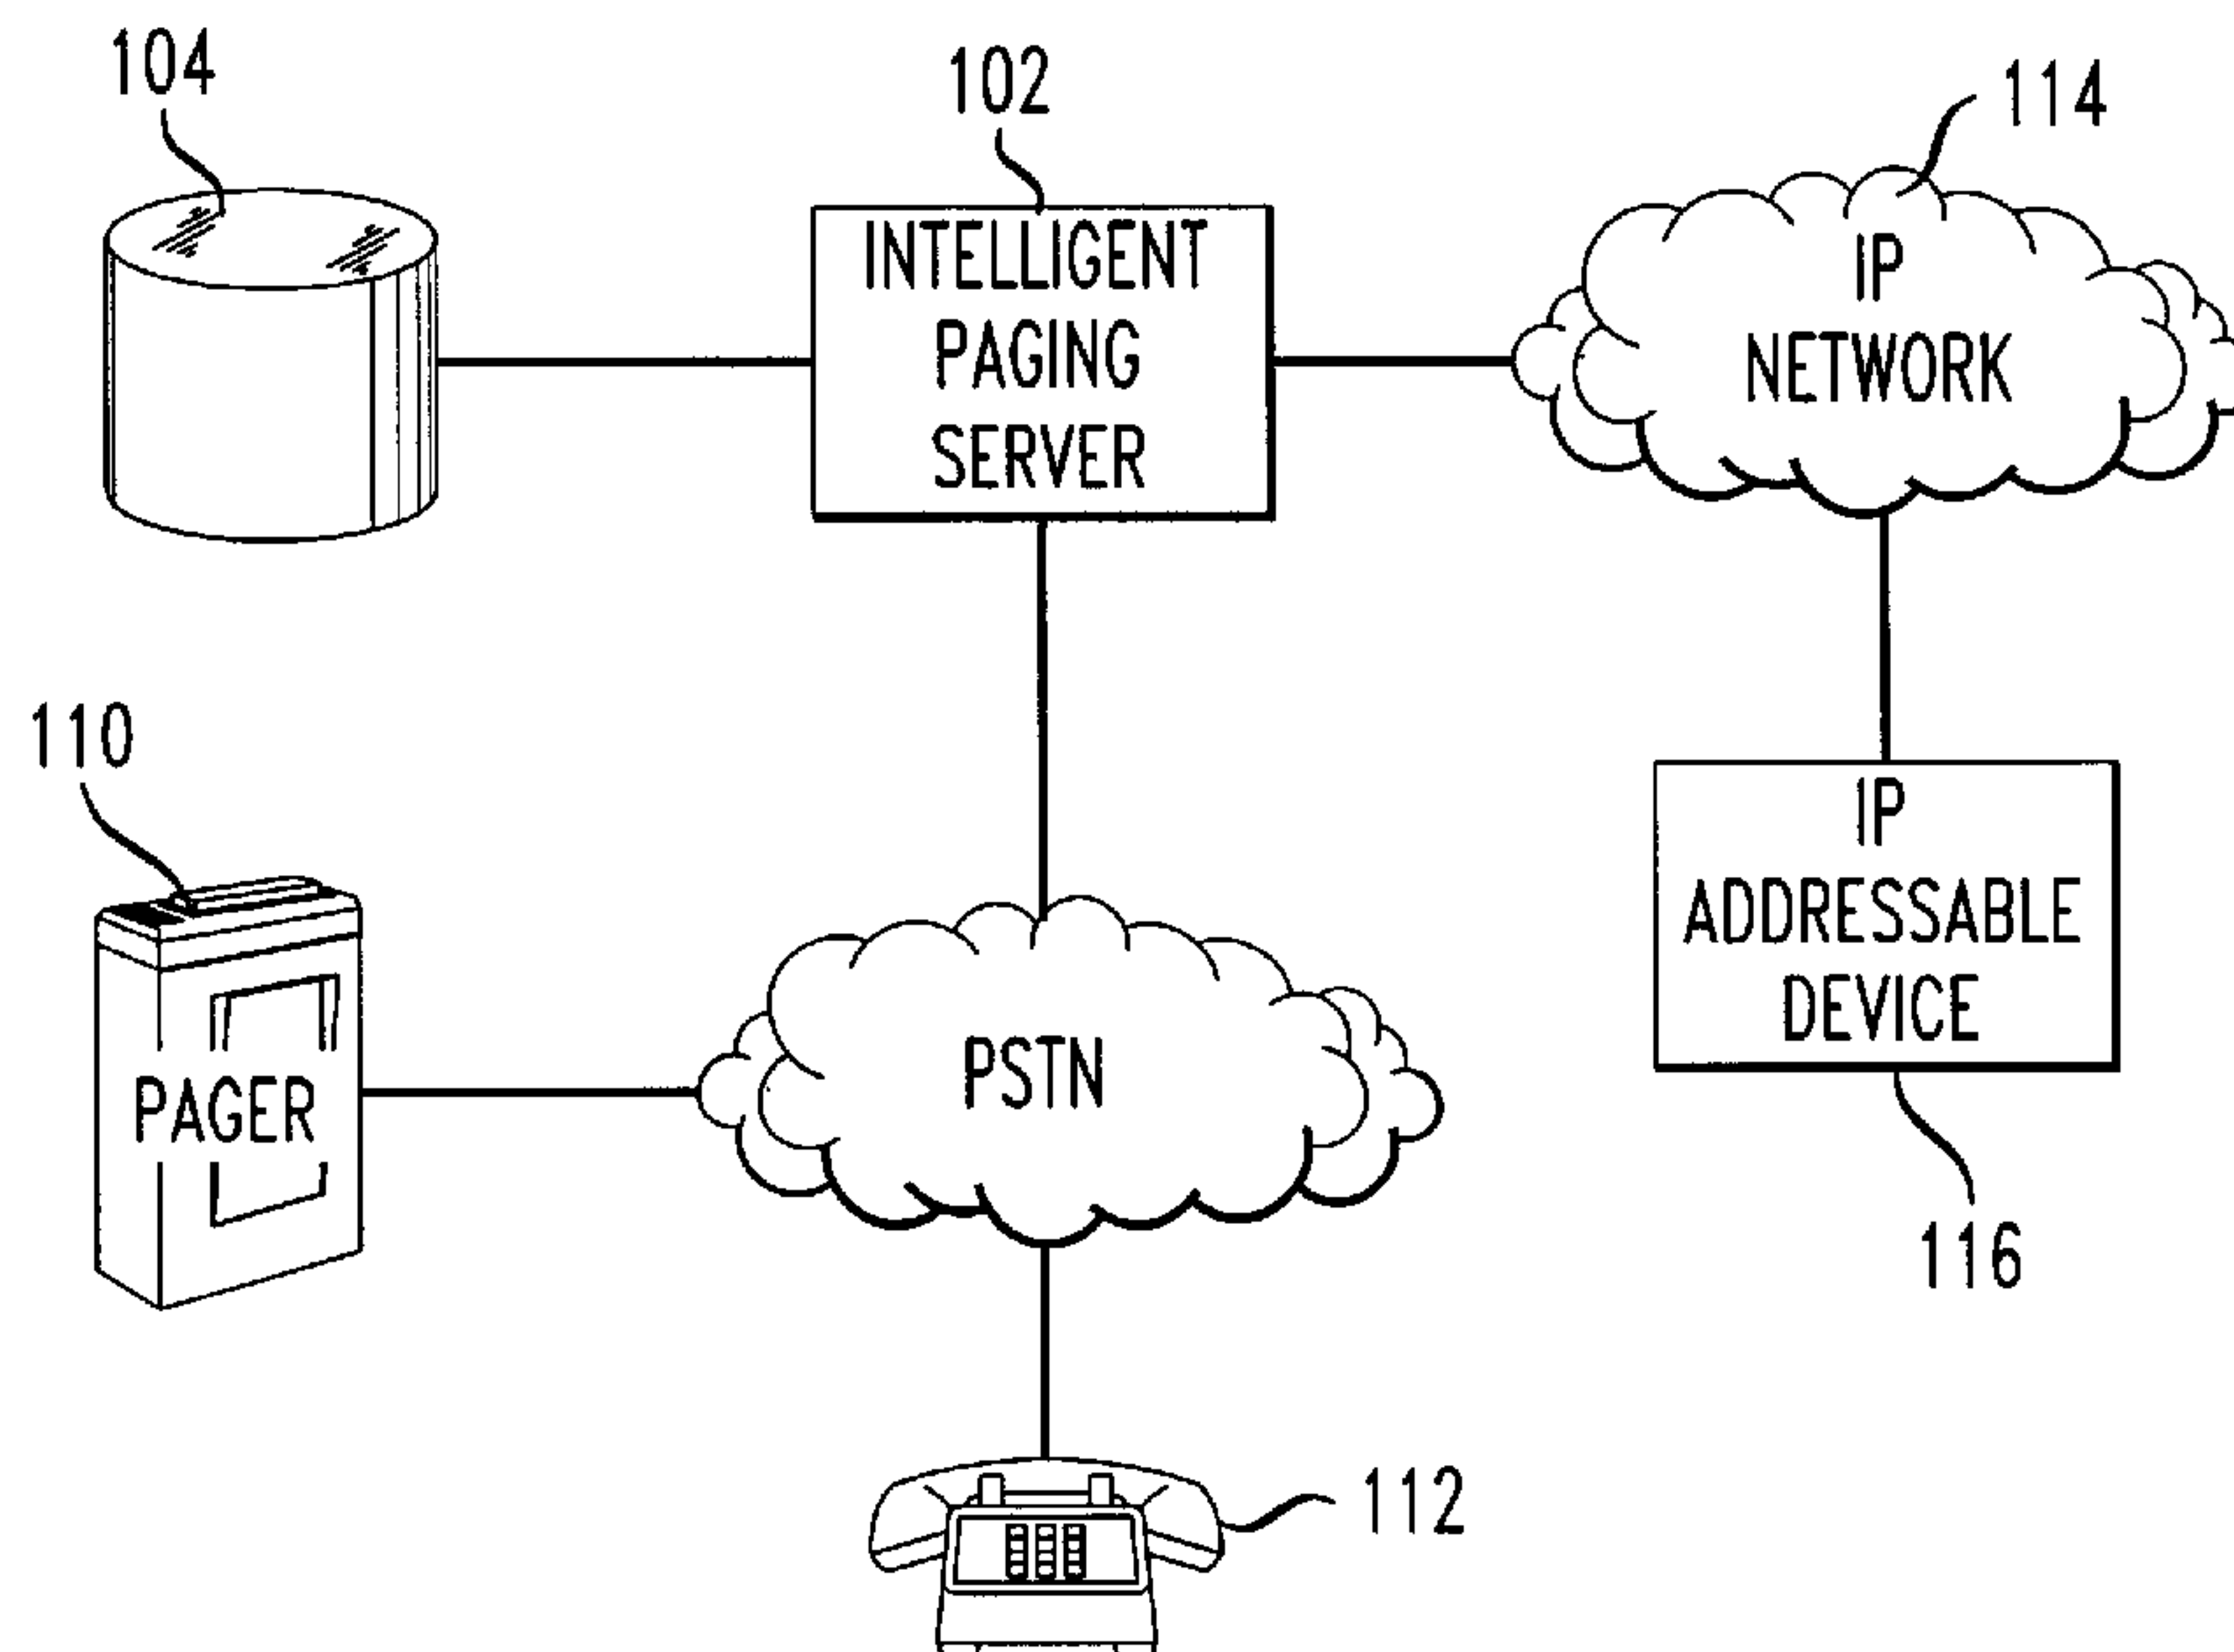 104
102
114
INTELLIGENT
PAGING
SERVER
IP
NETWORK
110
IP
ADDRESSABLE
DEVICE
PAGER
PSTN
116
112